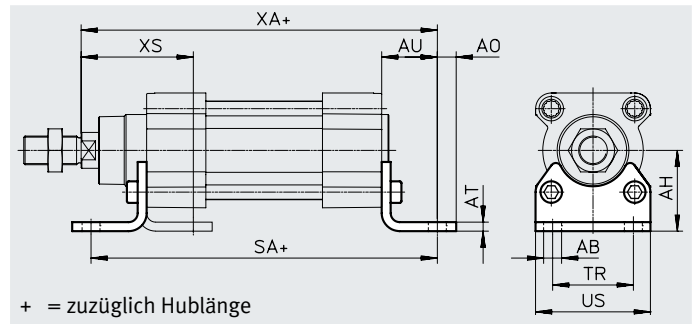 XA+
XS
AU
AO
AT
AH
SA+
AB
TR
US
+ = zuzüglich Hublänge